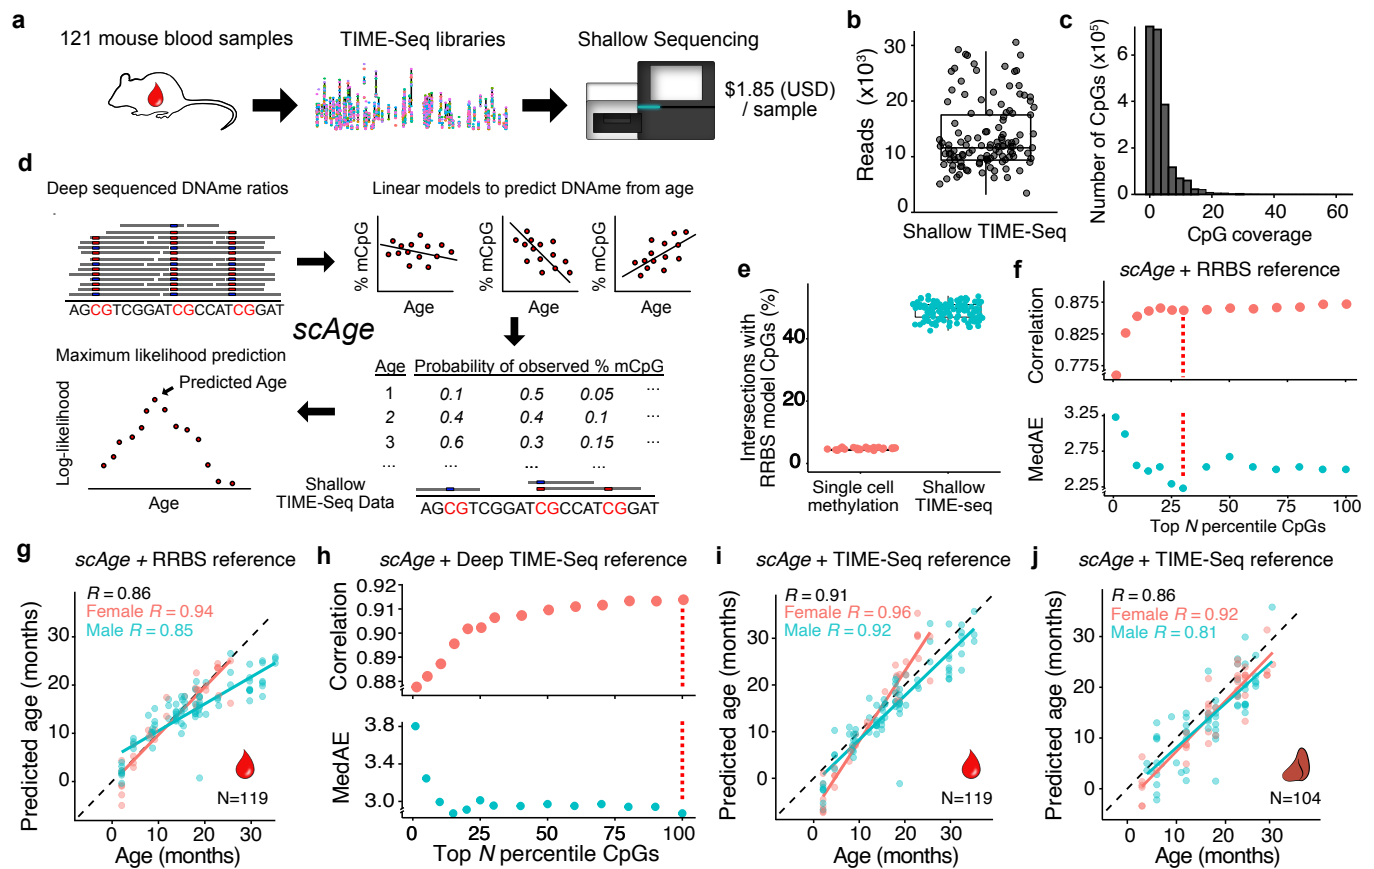 a
121 mouse blood samples
TIME-Seq libraries
Shallow Sequencing
$1.85 (USD)
/ sample
b
Reads (x10³)
30
20
10
0
Shallow TIME-Seq
c
Number of CpGs (x10⁵)
6
4
2
0
0 20 40 60
CpG coverage
d
Deep sequenced DNAme ratios
Linear models to predict DNAme from age
AGCGTCGGATCGCCATCGGAT
% mCpG
Age
% mCpG
Age
% mCpG
Age
scAge
Maximum likelihood prediction
Predicted Age
Log-likelihood
Age
Age Probability of observed % mCpG
1 0.1 0.5 0.05 ...
2 0.4 0.4 0.1 ...
3 0.6 0.3 0.15 ...
... ... ... ...
Shallow
TIME-Seq Data
AGCGTCGGATCGCCATCGGAT
e
Intersections with
RRBS model CpGs (%)
40
20
0
Single cell
methylation
Shallow
TIME-seq
f
scAge + RRBS reference
Correlation
0.875
0.825
0.775
MedAE
3.25
2.75
2.25
0 25 50 75 100
Top N percentile CpGs
g
scAge + RRBS reference
R = 0.86
Female R = 0.94
Male R = 0.85
Predicted age (months)
30
20
10
0
N=119
0 10 20 30
Age (months)
h
scAge + Deep TIME-Seq reference
Correlation
0.92
0.91
0.90
0.89
0.88
MedAE
3.8
3.4
3.0
0 25 50 75 100
Top N percentile CpGs
i
scAge + TIME-Seq reference
R = 0.91
Female R = 0.96
Male R = 0.92
Predicted age (months)
30
20
10
0
N=119
0 10 20 30
Age (months)
j
scAge + TIME-Seq reference
R = 0.86
Female R = 0.92
Male R = 0.81
Predicted age (months)
30
20
10
0
N=104
0 10 20 30
Age (months)